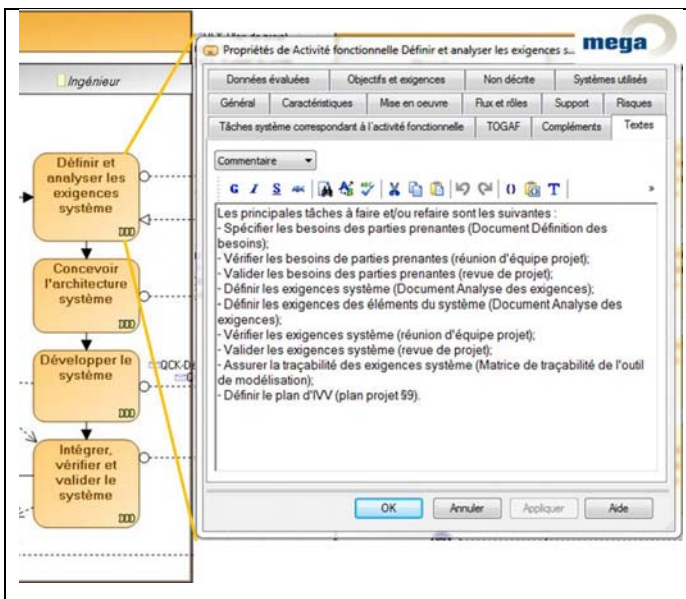 mega
Propriétés de Activité fonctionnelle Définir et analyser les exigences s...
Ingénieur
Données évaluées Objectifs et exigences Non décrite Systèmes utilisés
Général Caractéristiques Mise en oeuvre Flux et rôles Support Risques
Tâches système correspondant à l'activité fonctionnelle TOGAF Compléments Textes
Commentaire
G I S abc
Les principales tâches à faire et/ou refaire sont les suivantes :
- Spécifier les besoins des parties prenantes (Document Définition des
besoins);
- Vérifier les besoins de parties prenantes (réunion d'équipe projet);
- Valider les besoins des parties prenantes (revue de projet);
- Définir les exigences système (Document Analyse des exigences);
- Définir les exigences des éléments du système (Document Analyse des
exigences);
- Vérifier les exigences système (réunion d'équipe projet);
- Valider les exigences système (revue de projet);
- Assurer la traçabilité des exigences système (Matrice de traçabilité de l'outil
de modélisation);
- Définir le plan d'IVV (plan projet §9).
OK Annuler Appliquer Aide
Définir et
analyser les
exigences
système
Concevoir
l'architecture
système
Développer le
système
Intégrer,
vérifier et
valider le
système